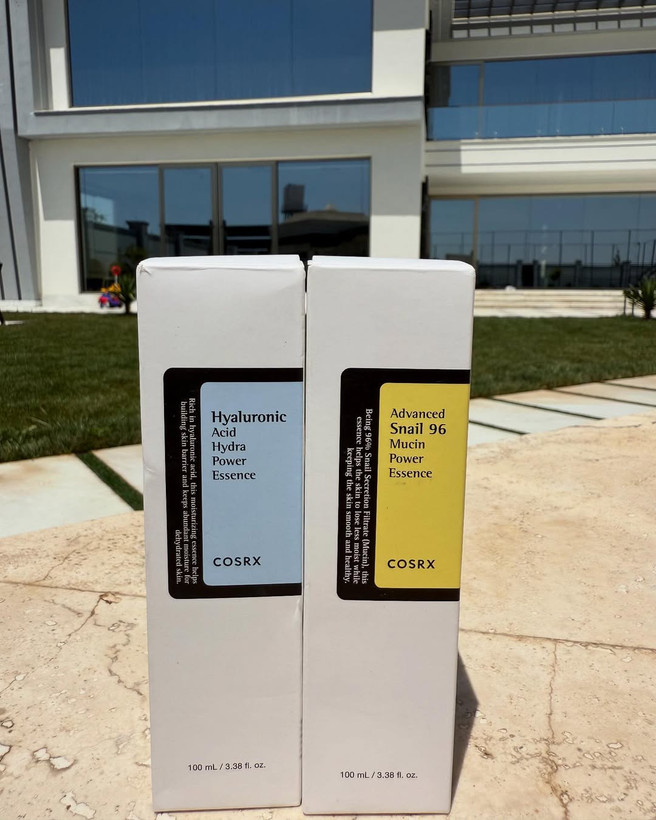 Rich in hyaluronic acid, this moisturizing essence helps
building skin barrier and keeps abundant moisture for
dehydrated skin.
Hyaluronic
Acid
Hydra
Power
Essence
COSRX
100 mL / 3.38 fl. oz.
Being 96% Snail Secretion Filtrate (Mucin), this
essence helps the skin to lose less moist while
keeping the skin smooth and healthy.
Advanced
Snail 96
Mucin
Power
Essence
COSRX
100 mL / 3.38 fl. oz.